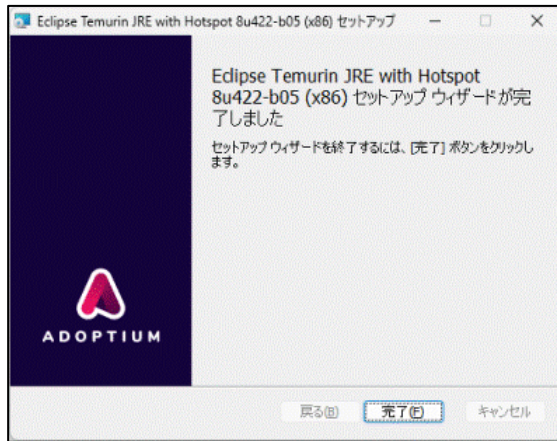 Eclipse Temurin JRE with Hotspot 8u422-b05 (x86) セットアップ
Eclipse Temurin JRE with Hotspot
8u422-b05 (x86) セットアップ ウィザードが完
了しました
セットアップ ウィザードを終了するには、[完了] ボタンをクリックし
ます。
ADOPTIUM
戻る(B)
完了(F)
キャンセル